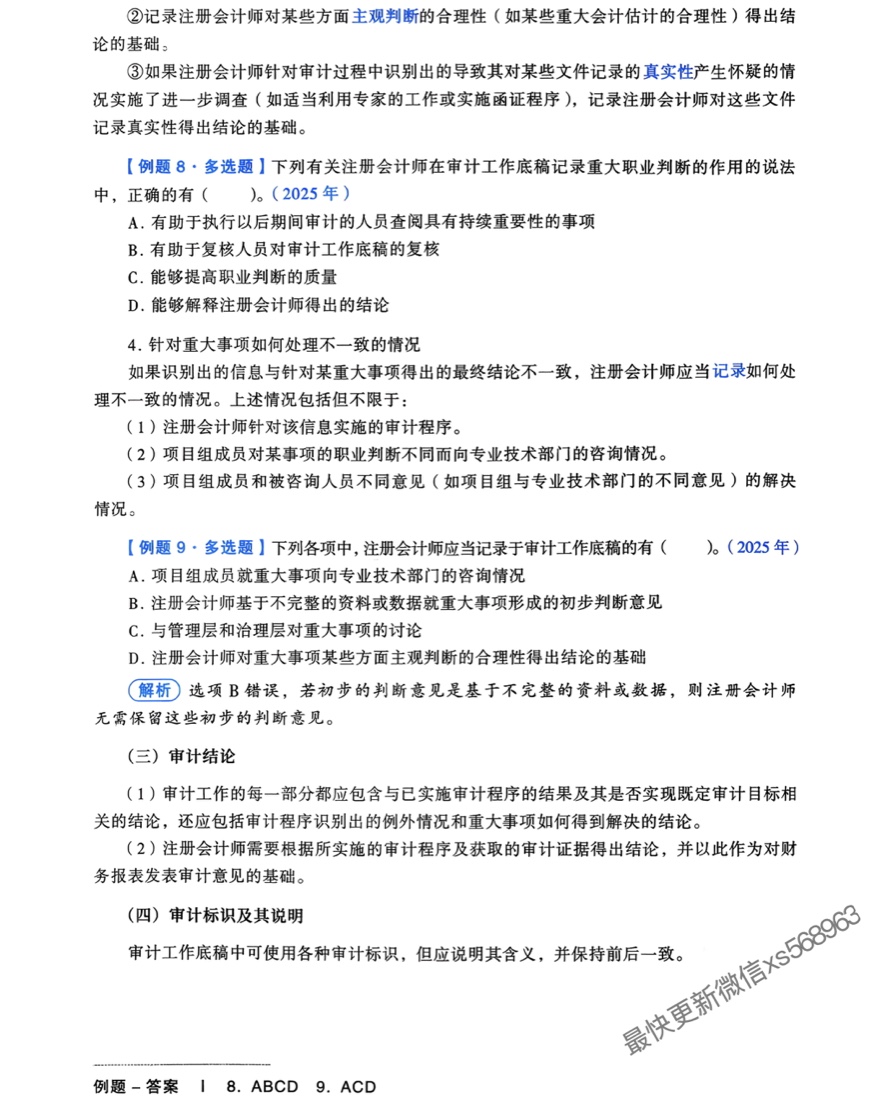 ②记录注册会计师对某些方面主观判断的合理性（如某些重大会计估计的合理性）得出结
论的基础。
③如果注册会计师针对审计过程中识别出的导致其对某些文件记录的真实性产生怀疑的情
况实施了进一步调查（如适当利用专家的工作或实施函证程序），记录注册会计师对这些文件
记录真实性得出结论的基础。
【例题8·多选题】下列有关注册会计师在审计工作底稿记录重大职业判断的作用的说法
中，正确的有（　　）。（2025年）
A. 有助于执行以后期间审计的人员查阅具有持续重要性的事项
B. 有助于复核人员对审计工作底稿的复核
C. 能够提高职业判断的质量
D. 能够解释注册会计师得出的结论
4. 针对重大事项如何处理不一致的情况
如果识别出的信息与针对某重大事项得出的最终结论不一致，注册会计师应当记录如何处
理不一致的情况。上述情况包括但不限于：
（1）注册会计师针对该信息实施的审计程序。
（2）项目组成员对某事项的职业判断不同而向专业技术部门的咨询情况。
（3）项目组成员和被咨询人员不同意见（如项目组与专业技术部门的不同意见）的解决
情况。
【例题9·多选题】下列各项中，注册会计师应当记录于审计工作底稿的有（　　）。（2025年）
A. 项目组成员就重大事项向专业技术部门的咨询情况
B. 注册会计师基于不完整的资料或数据就重大事项形成的初步判断意见
C. 与管理层和治理层对重大事项的讨论
D. 注册会计师对重大事项某些方面主观判断的合理性得出结论的基础
解析 选项B错误，若初步的判断意见是基于不完整的资料或数据，则注册会计师
无需保留这些初步的判断意见。
（三）审计结论
（1）审计工作的每一部分都应包含与已实施审计程序的结果及其是否实现既定审计目标相
关的结论，还应包括审计程序识别出的例外情况和重大事项如何得到解决的结论。
（2）注册会计师需要根据所实施的审计程序及获取的审计证据得出结论，并以此作为对财
务报表发表审计意见的基础。
（四）审计标识及其说明
审计工作底稿中可使用各种审计标识，但应说明其含义，并保持前后一致。
最快更新微信xs568963
例题－答案 | 8. ABCD 9. ACD